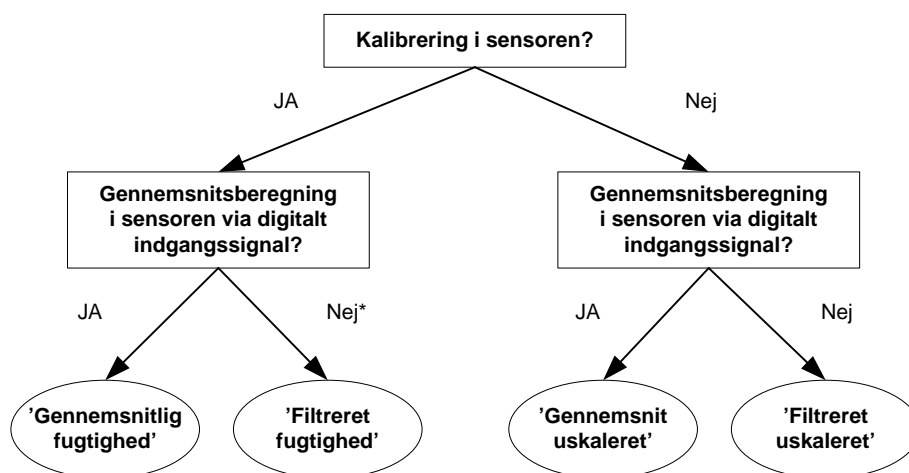 Kalibrering i sensoren?
JA
Nej
Gennemsnitsberegning
i sensoren via digitalt
indgangssignal?
Gennemsnitsberegning
i sensoren via digitalt
indgangssignal?
JA
Nej*
JA
Nej
’Gennemsnitlig
fugtighed’
’Filtreret
fugtighed’
’Gennemsnit
uskaleret’
’Filtreret
uskaleret’